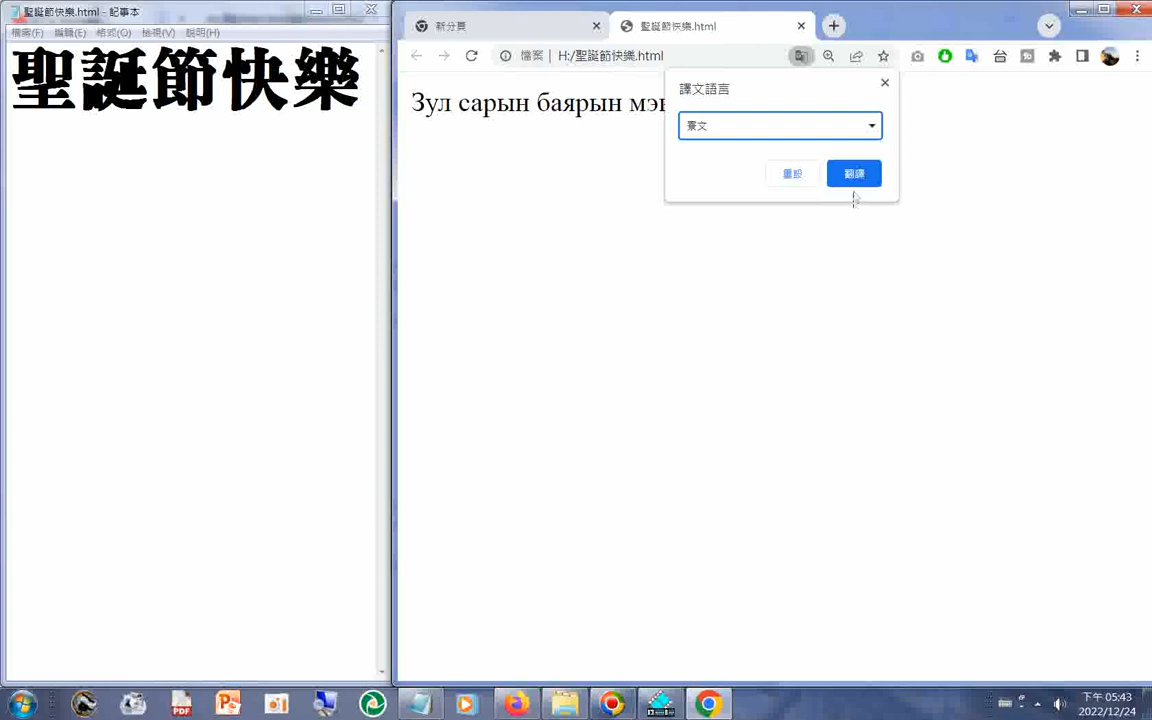 聖誕節快樂.html - 記事本
檔案(F) 編輯(E) 格式(O) 檢視(V) 說明(H)
聖誕節快樂
新分頁
聖誕節快樂.html
檔案 H:/聖誕節快樂.html
Зул сарын баярын
譯文語言
寮文
重設 翻譯
下午 05:43
2022/12/24